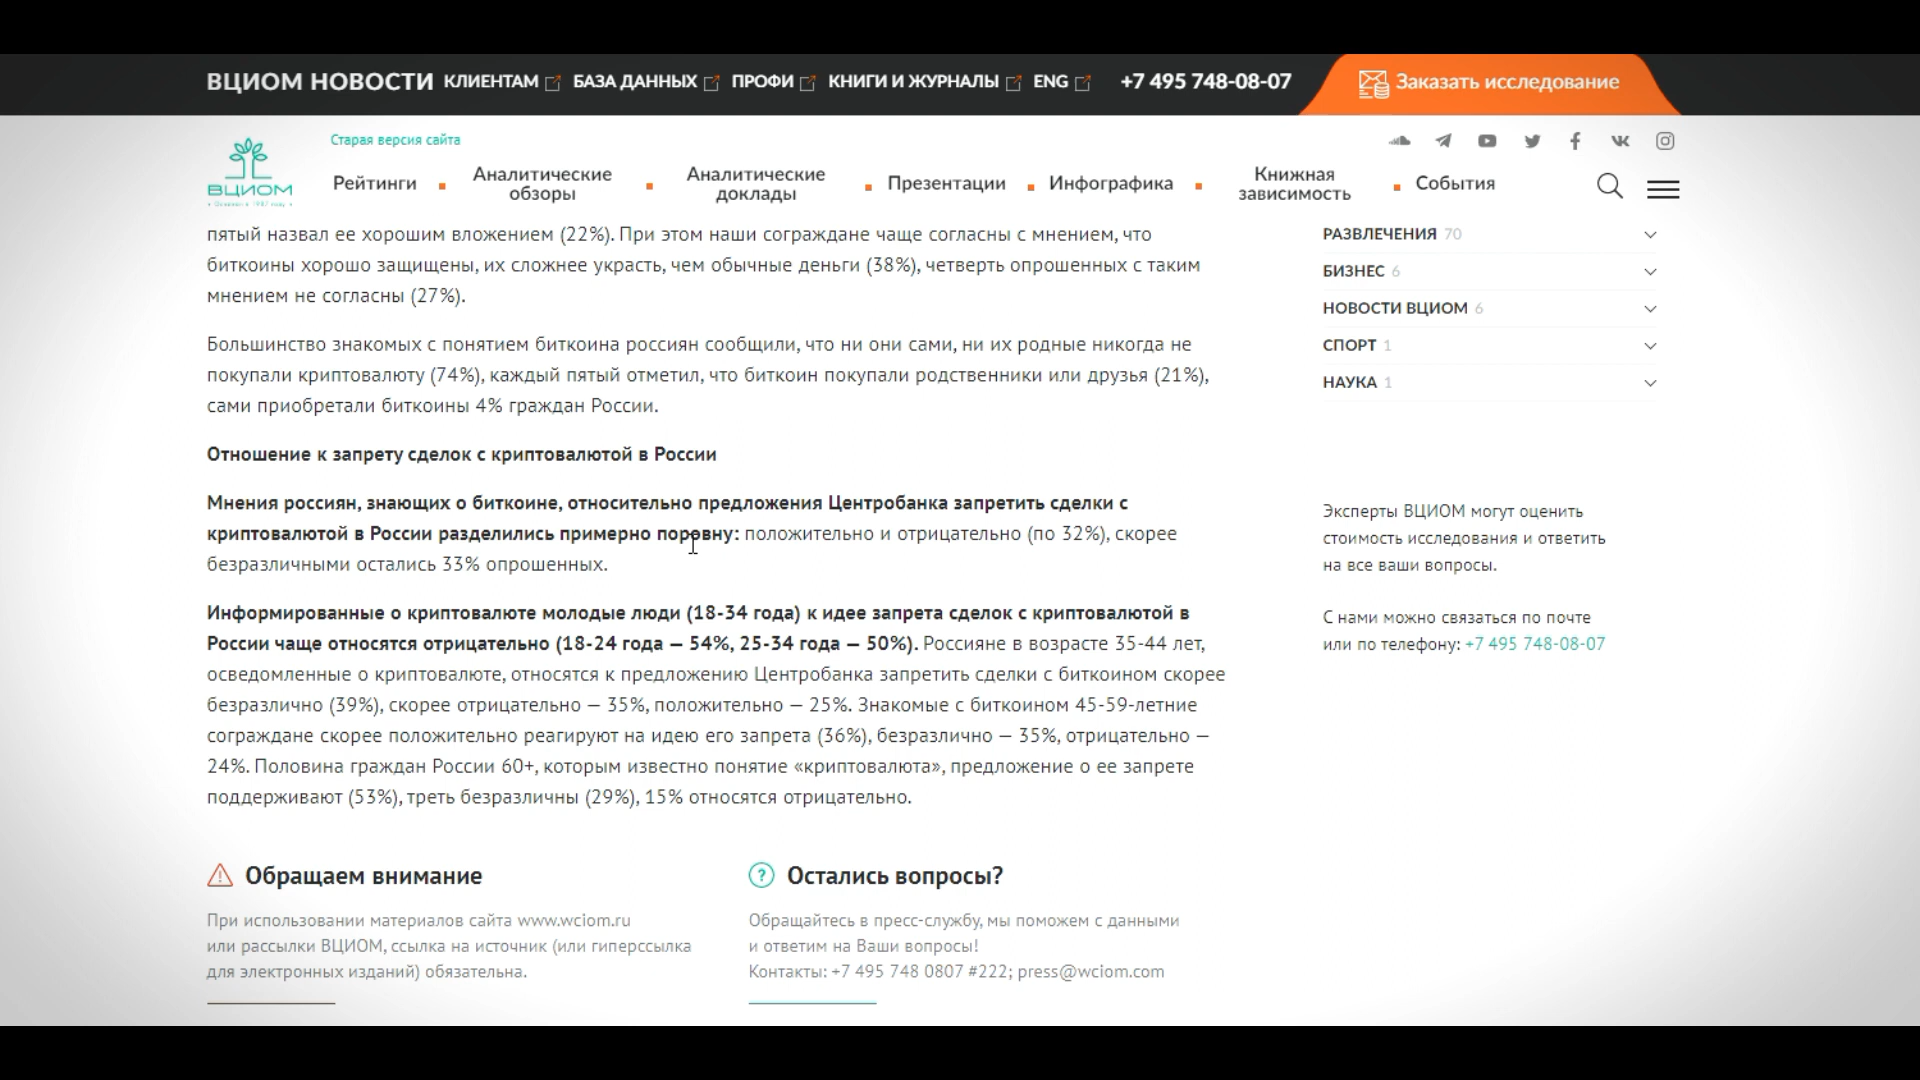 ВЦИОМ НОВОСТИ КЛИЕНТАМ БАЗА ДАННЫХ ПРОФИ КНИГИ И ЖУРНАЛЫ ENG +7 495 748-08-07 Заказать исследование
Старая версия сайта
ВЦИОМ
Рейтинги
Аналитические
обзоры
Аналитические
доклады
Презентации
Инфографика
Книжная
зависимость
События
пятый назвал ее хорошим вложением (22%). При этом наши сограждане чаще согласны с мнением, что
биткоины хорошо защищены, их сложнее украсть, чем обычные деньги (38%), четверть опрошенных с таким
мнением не согласны (27%).
Большинство знакомых с понятием биткоина россиян сообщили, что ни они сами, ни их родные никогда не
покупали криптовалюту (74%), каждый пятый отметил, что биткоин покупали родственники или друзья (21%),
сами приобретали биткоины 4% граждан России.
Отношение к запрету сделок с криптовалютой в России
Мнения россиян, знающих о биткоине, относительно предложения Центробанка запретить сделки с
криптовалютой в России разделились примерно поровну: положительно и отрицательно (по 32%), скорее
безразличными остались 33% опрошенных.
Информированные о криптовалюте молодые люди (18-34 года) к идее запрета сделок с криптовалютой в
России чаще относятся отрицательно (18-24 года — 54%, 25-34 года — 50%). Россияне в возрасте 35-44 лет,
осведомленные о криптовалюте, относятся к предложению Центробанка запретить сделки с биткоином скорее
безразлично (39%), скорее отрицательно — 35%, положительно — 25%. Знакомые с биткоином 45-59-летние
сограждане скорее положительно реагируют на идею его запрета (36%), безразлично — 35%, отрицательно —
24%. Половина граждан России 60+, которым известно понятие «криптовалюта», предложение о ее запрете
поддерживают (53%), треть безразличны (29%), 15% относятся отрицательно.
РАЗВЛЕЧЕНИЯ 70
БИЗНЕС 6
НОВОСТИ ВЦИОМ 6
СПОРТ 1
НАУКА 1
Эксперты ВЦИОМ могут оценить
стоимость исследования и ответить
на все ваши вопросы.
С нами можно связаться по почте
или по телефону: +7 495 748-08-07
Обращаем внимание
При использовании материалов сайта www.wciom.ru
или рассылки ВЦИОМ, ссылка на источник (или гиперссылка
для электронных изданий) обязательна.
Остались вопросы?
Обращайтесь в пресс-службу, мы поможем с данными
и ответим на Ваши вопросы!
Контакты: +7 495 748 0807 #222; press@wciom.com